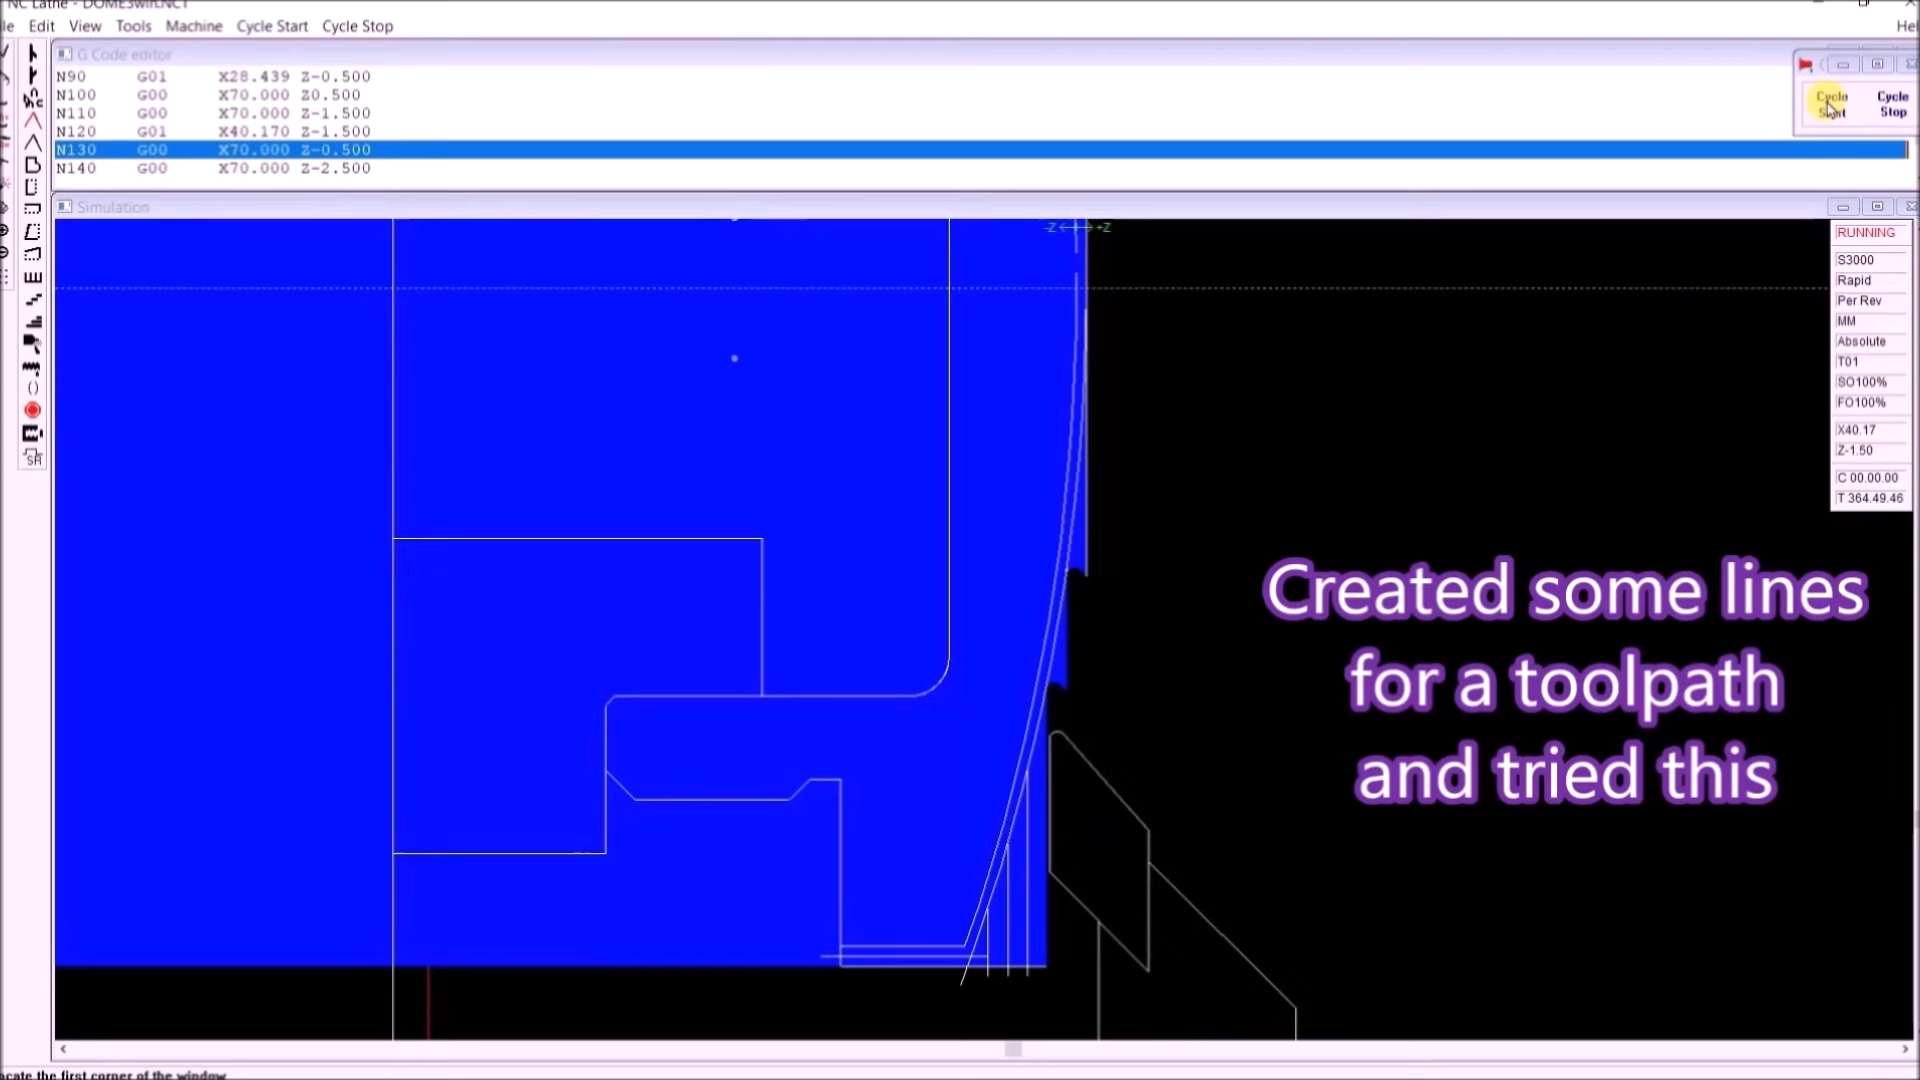 NC Lathe - DOME3win.NCT
Edit View Tools Machine Cycle Start Cycle Stop
G Code editor
N90 G01 X28.439 Z-0.500
N100 G00 X70.000 Z0.500
N110 G00 X70.000 Z-1.500
N120 G01 X40.170 Z-1.500
N130 G00 X70.000 Z-0.500
N140 G00 X70.000 Z-2.500
Cycle Start
Cycle Stop
Simulation
-Z +Z
RUNNING
S3000
Rapid
Per Rev
MM
Absolute
T01
SO100%
FO100%
X40.17
Z-1.50
C 00.00.00
T 364.49.46
()
SR
Created some lines
for a toolpath
and tried this
ocate the first corner of the window